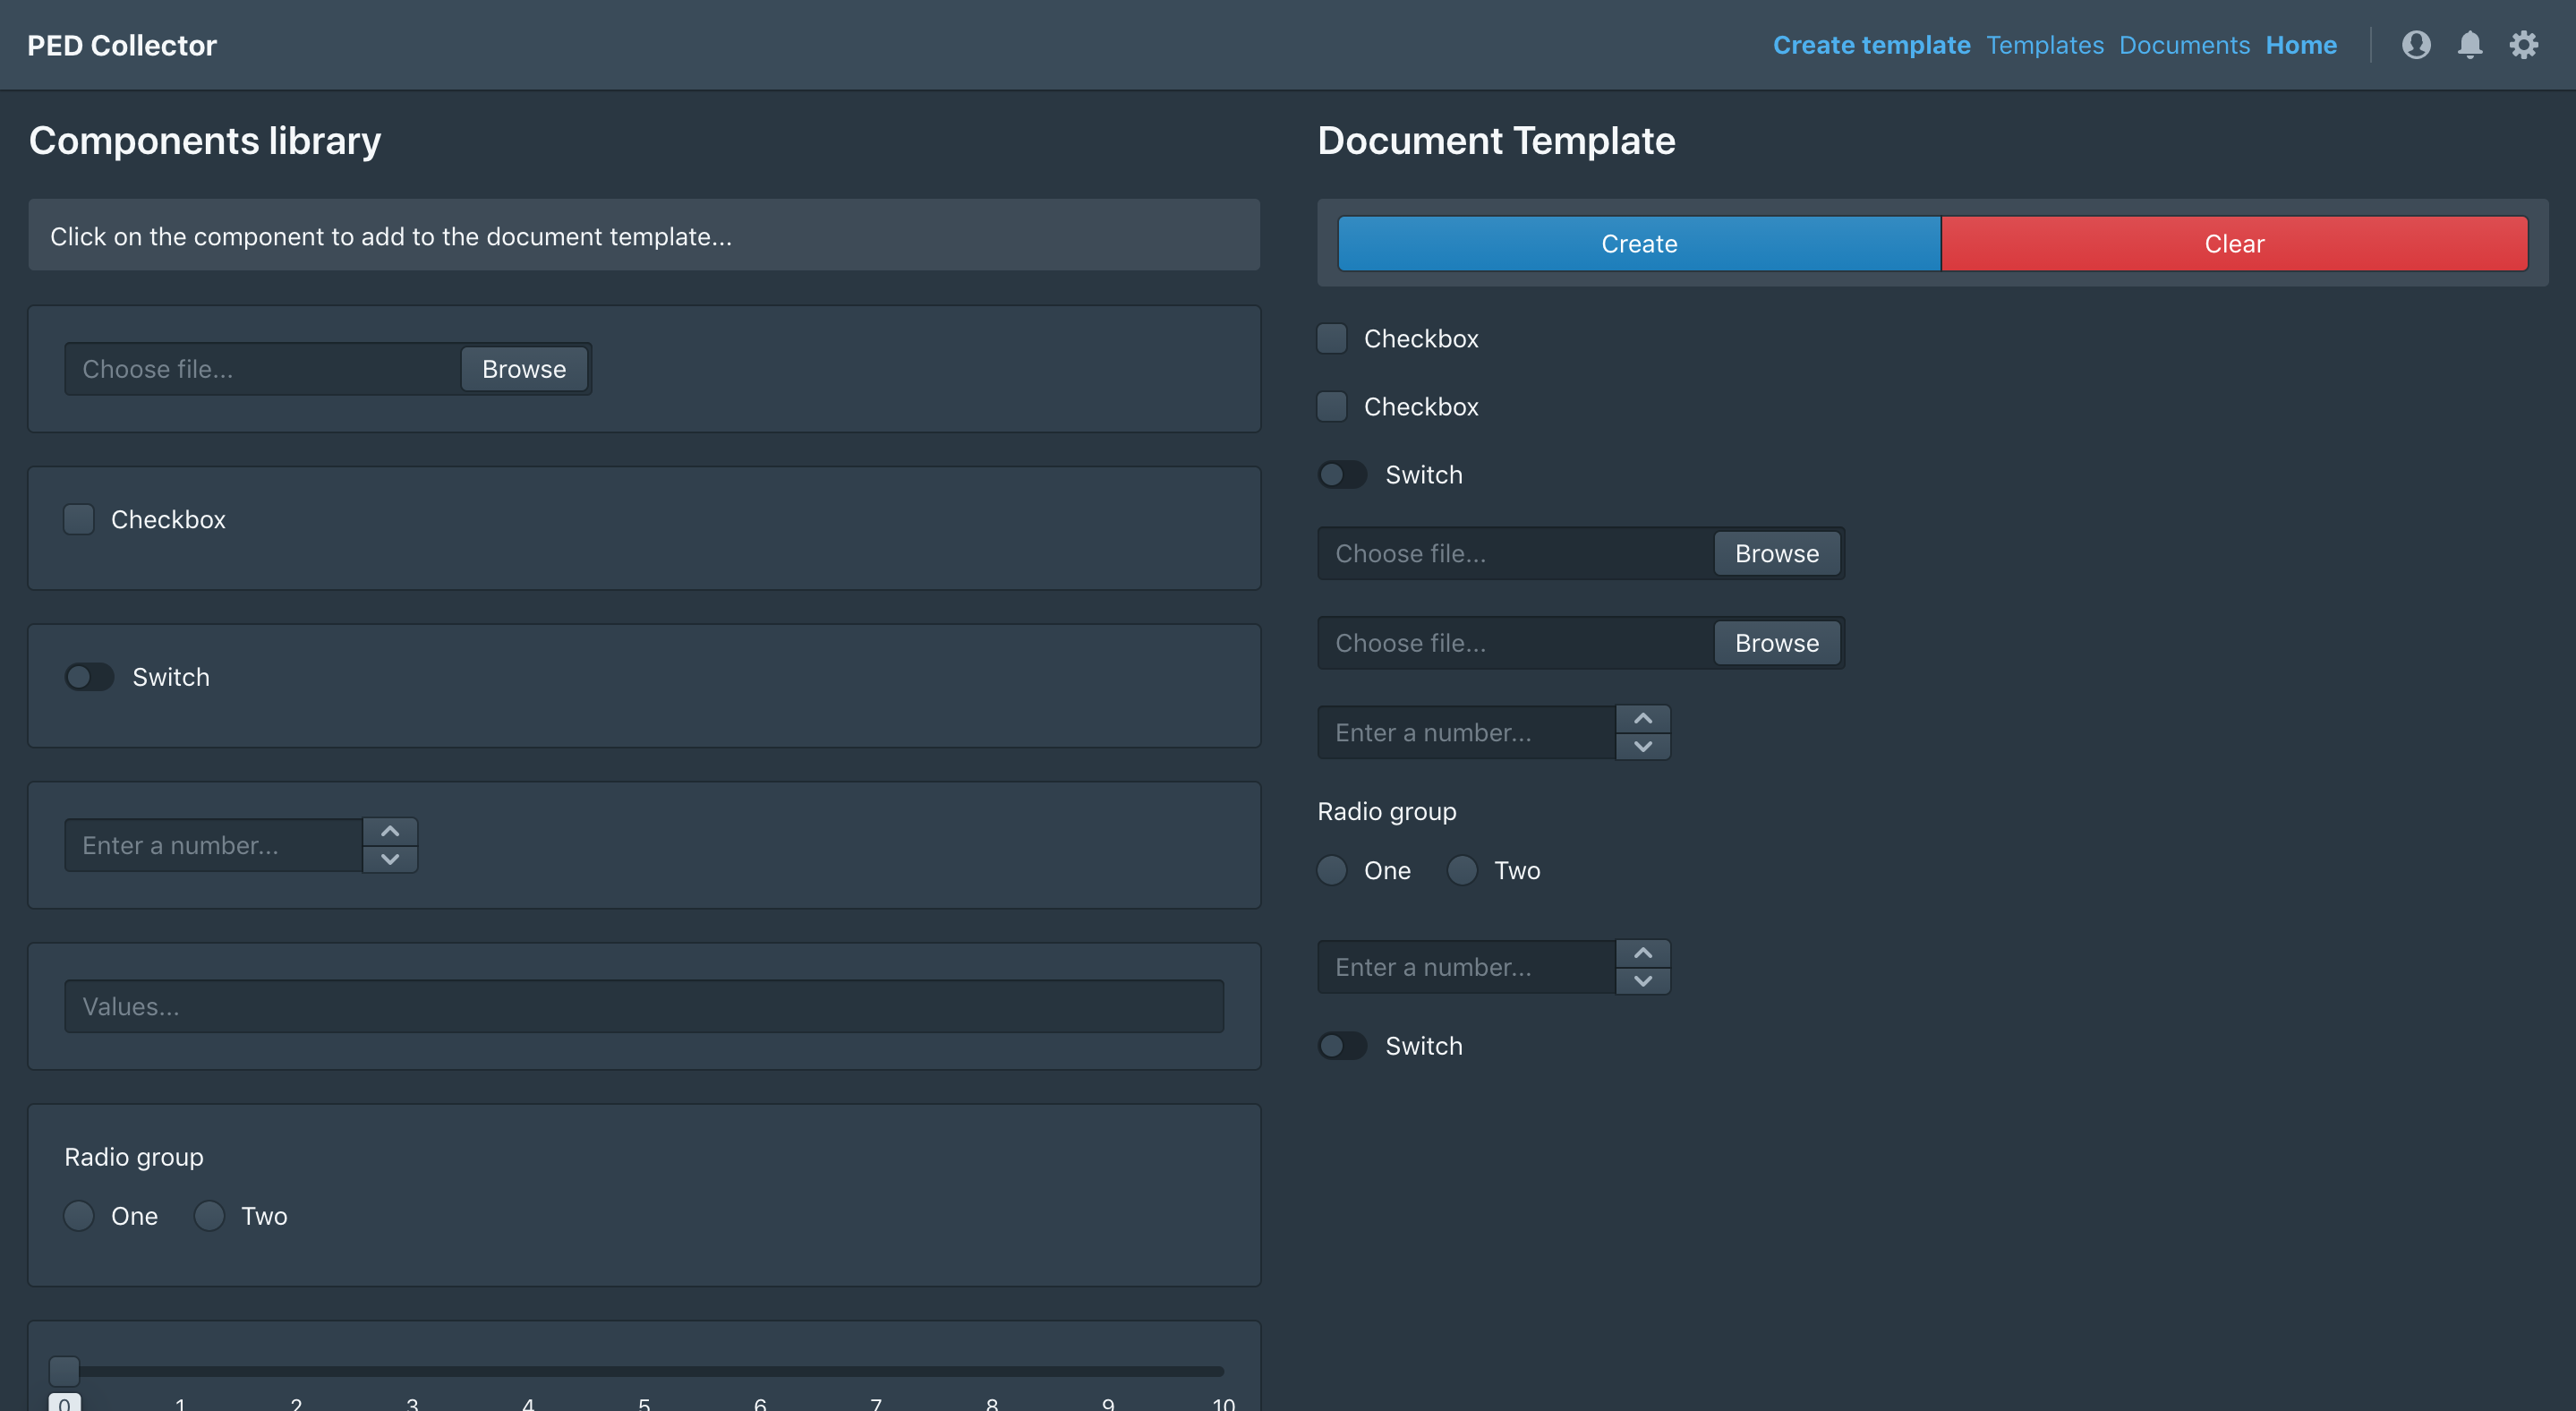 PED Collector
Create template Templates Documents Home
Components library
Click on the component to add to the document template...
Choose file... Browse
Checkbox
Switch
Enter a number...
Values...
Radio group
One Two
0 1 2 3 4 5 6 7 8 9 10
Document Template
Create Clear
Checkbox
Checkbox
Switch
Choose file... Browse
Choose file... Browse
Enter a number...
Radio group
One Two
Enter a number...
Switch